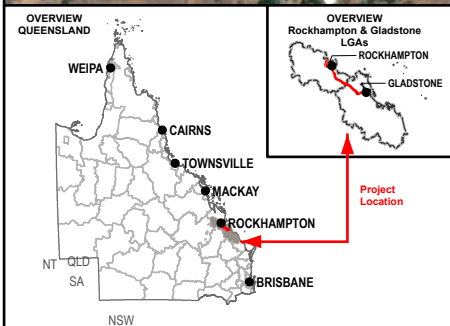 OVERVIEW
QUEENSLAND
WEIPA
CAIRNS
TOWNSVILLE
MACKAY
ROCKHAMPTON
BRISBANE
NT
QLD
SA
NSW
OVERVIEW
Rockhampton & Gladstone
LGAs
ROCKHAMPTON
GLADSTONE
Project
Location